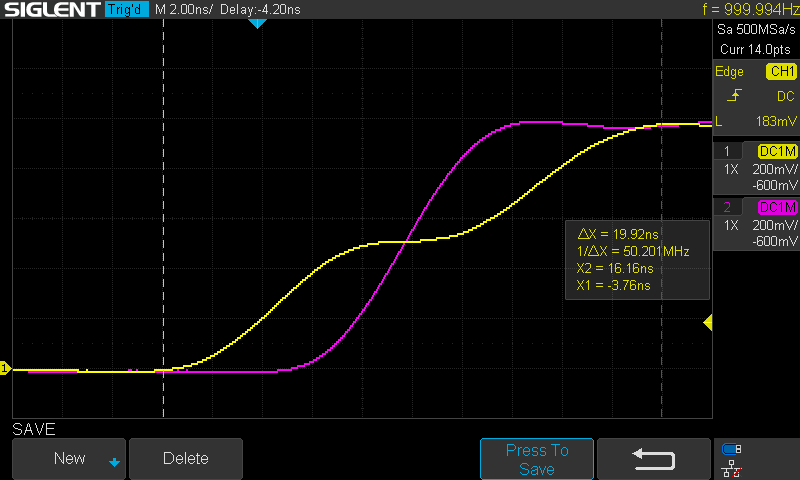 SIGLENT Trig'd M 2.00ns/ Delay:-4.20ns f = 999.994Hz
Sa 500MSa/s
Curr 14.0pts
Edge CH1
DC
L 183mV
1 DC1M
1X 200mV/
-600mV
2 DC1M
1X 200mV/
-600mV
ΔX = 19.92ns
1/ΔX = 50.201MHz
X2 = 16.16ns
X1 = -3.76ns
1
SAVE
New
Delete
Press To
Save